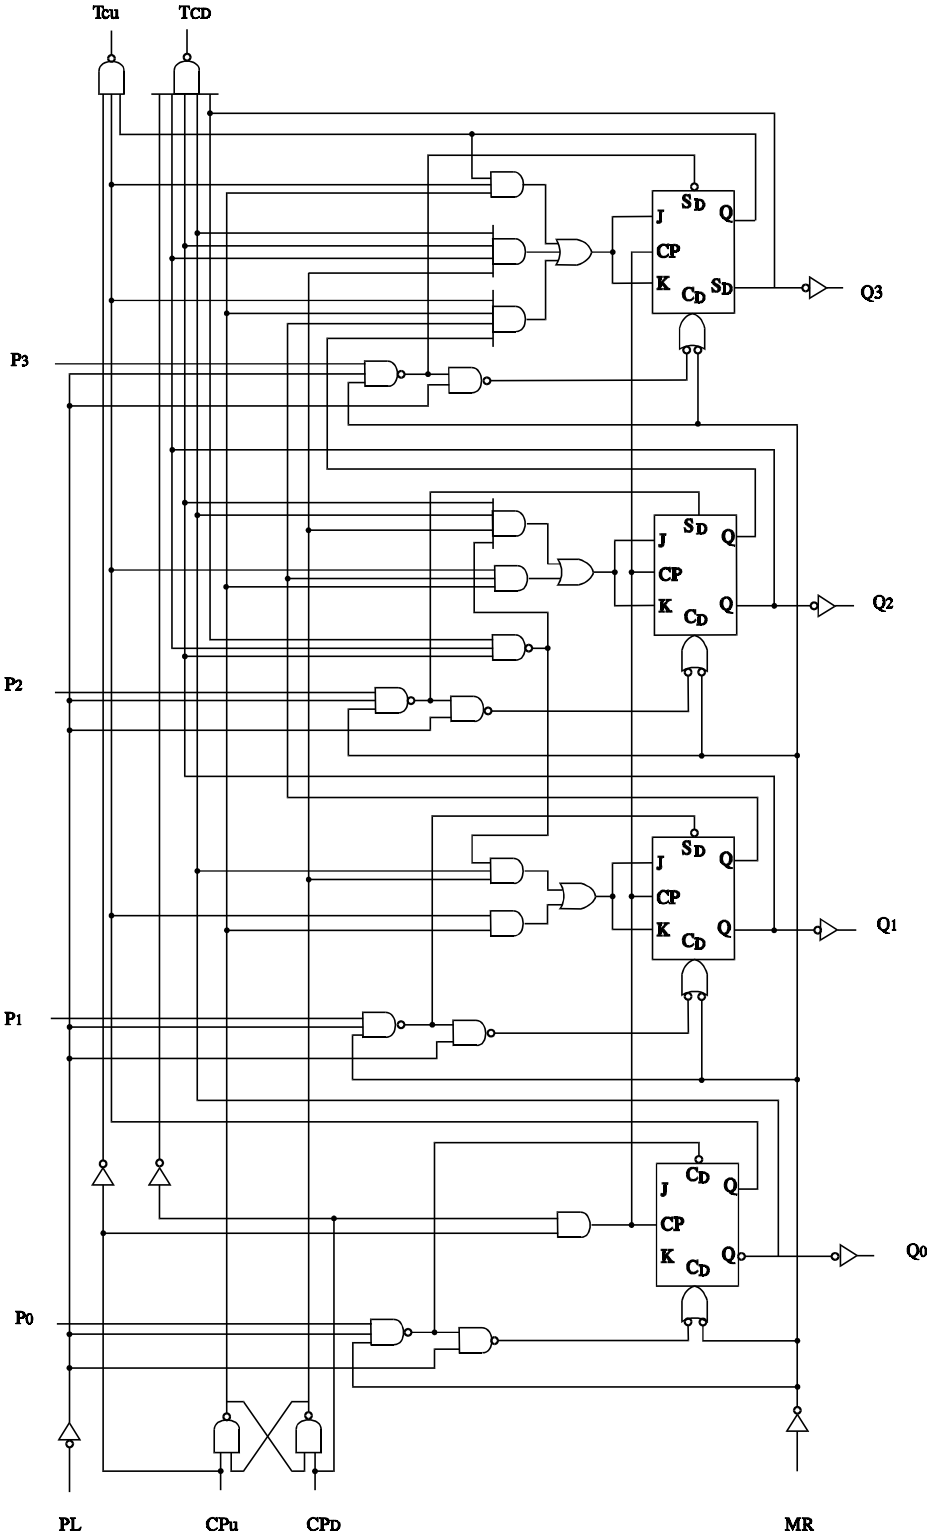 Tcu TCD
SD
J Q
CP
K CD SD
Q3
P3
SD
J Q
CP
K CD Q
Q2
P2
SD
J Q
CP
K CD Q
Q1
P1
CD
J Q
CP
K CD Q
Q0
P0
PL CPu CPD MR